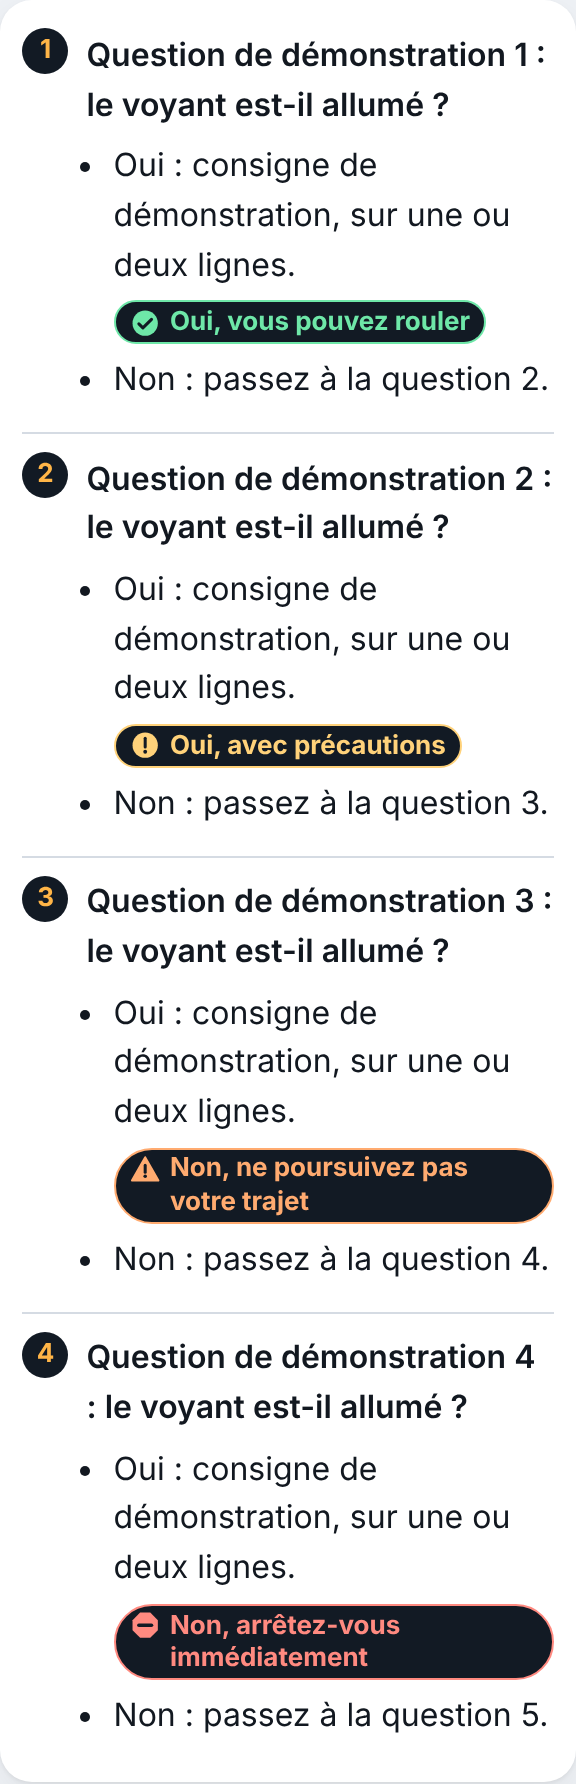 1
Question de démonstration 1 :
le voyant est-il allumé ?
• Oui : consigne de
démonstration, sur une ou
deux lignes.
Oui, vous pouvez rouler
• Non : passez à la question 2.
2
Question de démonstration 2 :
le voyant est-il allumé ?
• Oui : consigne de
démonstration, sur une ou
deux lignes.
Oui, avec précautions
• Non : passez à la question 3.
3
Question de démonstration 3 :
le voyant est-il allumé ?
• Oui : consigne de
démonstration, sur une ou
deux lignes.
Non, ne poursuivez pas
votre trajet
• Non : passez à la question 4.
4
Question de démonstration 4
: le voyant est-il allumé ?
• Oui : consigne de
démonstration, sur une ou
deux lignes.
Non, arrêtez-vous
immédiatement
• Non : passez à la question 5.